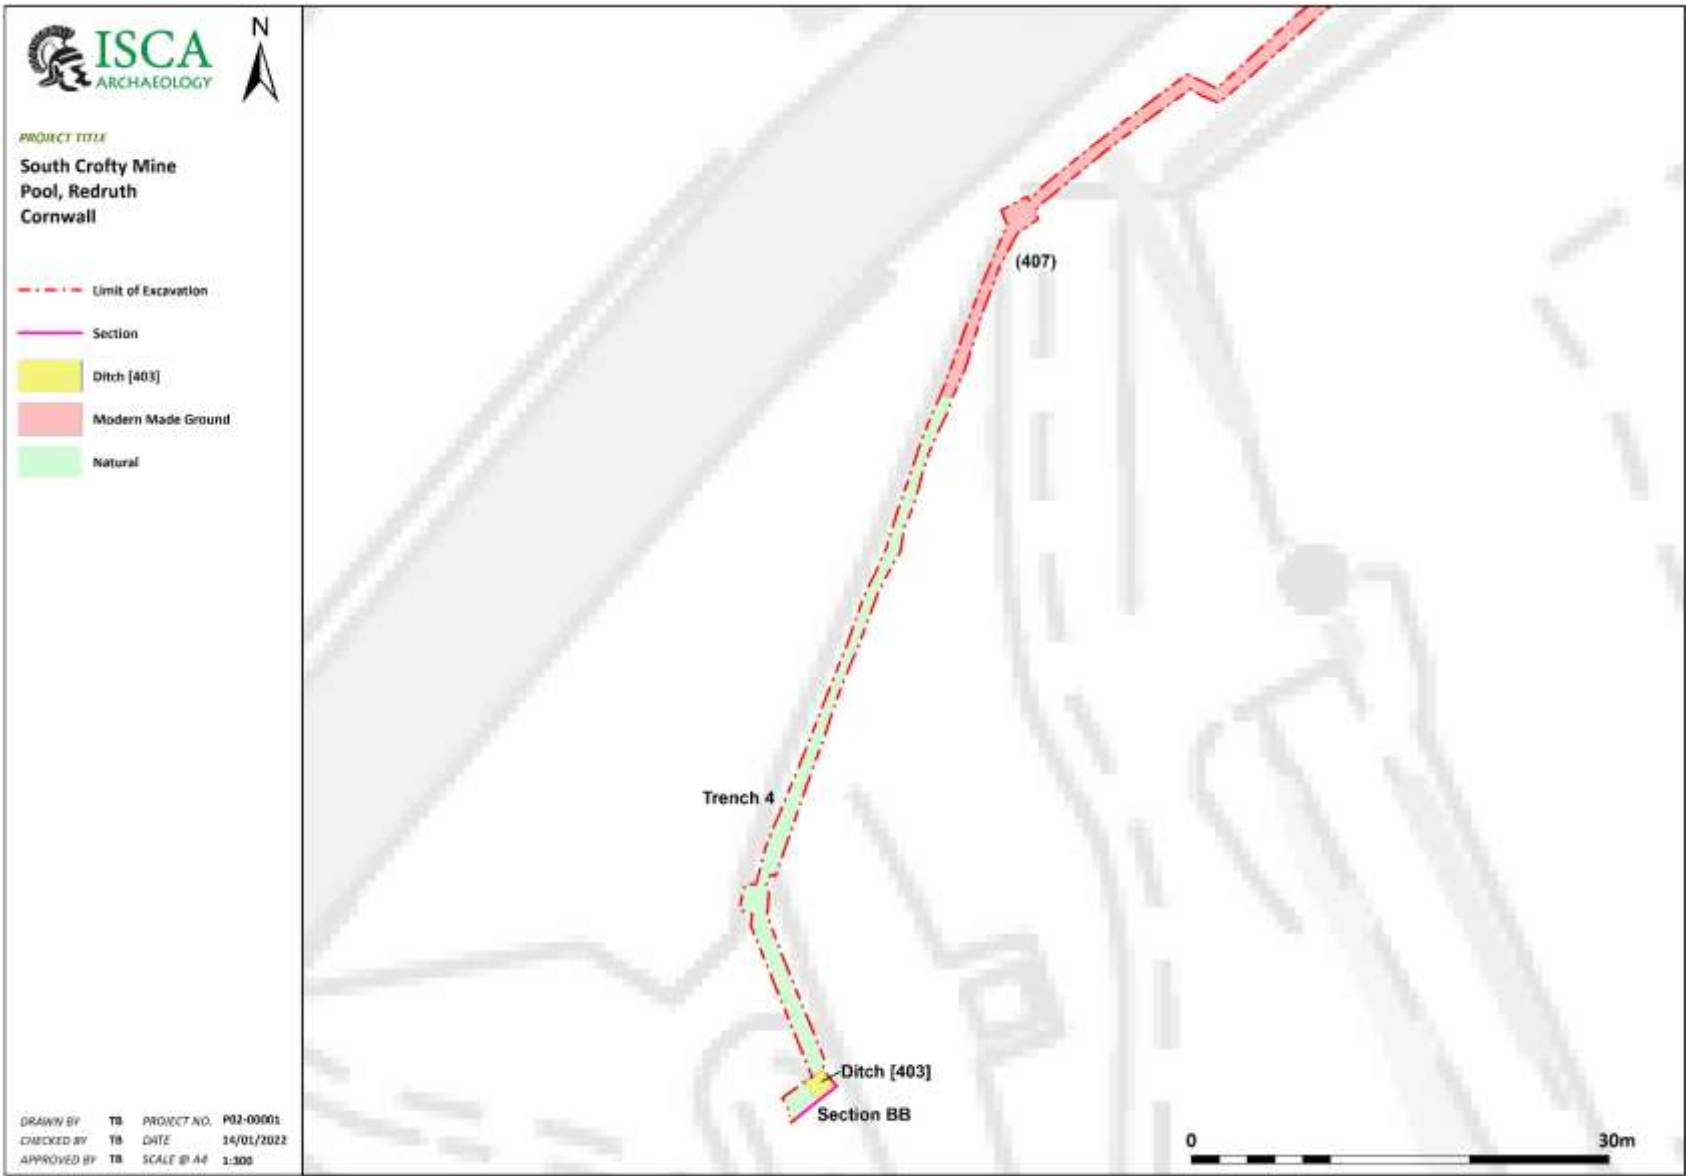 ISCA
ARCHAEOLOGY
N
PROJECT TITLE
South Crofty Mine
Pool, Redruth
Cornwall
Limit of Excavation
Section
Ditch [403]
Modern Made Ground
Natural
DRAWN BY TB PROJECT NO. P02-00001
CHECKED BY TB DATE 14/01/2022
APPROVED BY TB SCALE @ A4 1:300
(407)
Trench 4
Ditch [403]
Section BB
0 30m